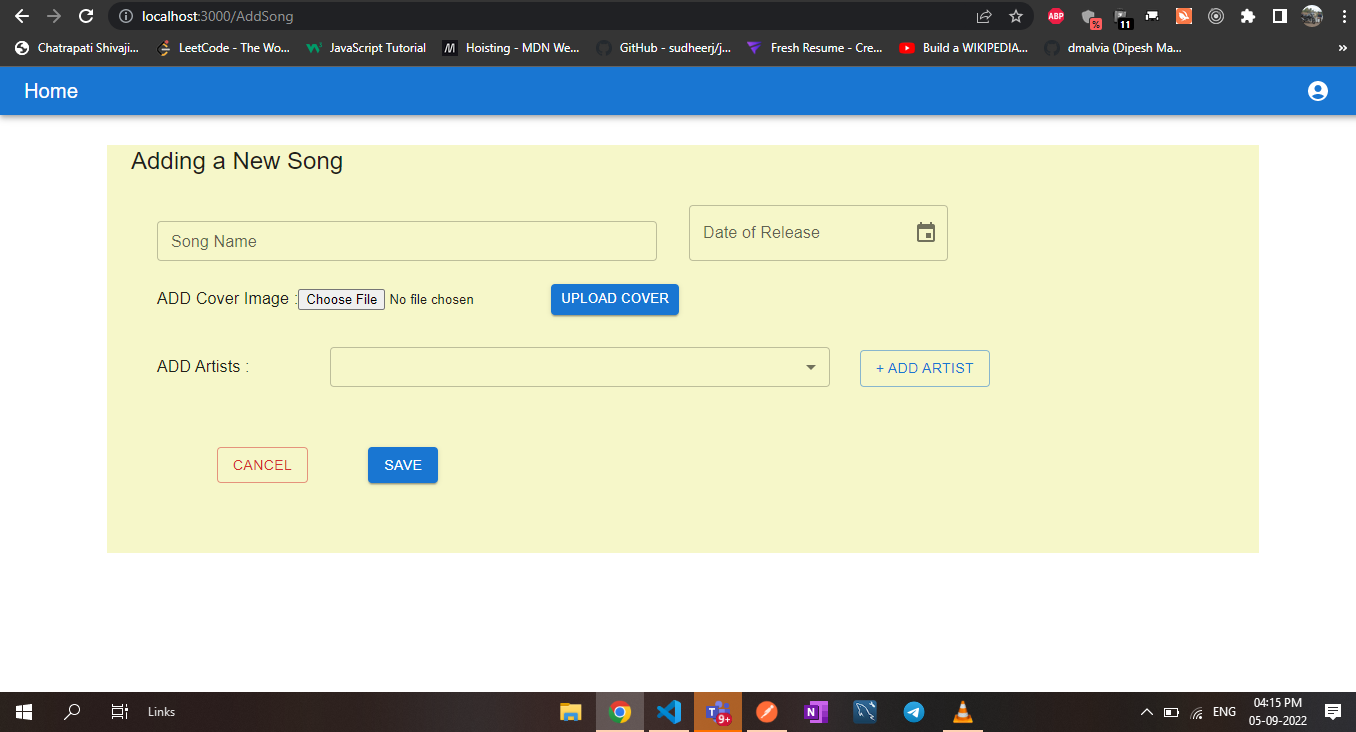 localhost:3000/AddSong
ABP
%
11
Chatrapati Shivaji...
LeetCode - The Wo...
JavaScript Tutorial
Hoisting - MDN We...
GitHub - sudheerj/j...
Fresh Resume - Cre...
Build a WIKIPEDIA...
dmalvia (Dipesh Ma...
»
Home
Adding a New Song
Song Name
Date of Release
ADD Cover Image :
Choose File
No file chosen
UPLOAD COVER
ADD Artists :
+ ADD ARTIST
CANCEL
SAVE
Links
9+
ENG
04:15 PM
05-09-2022